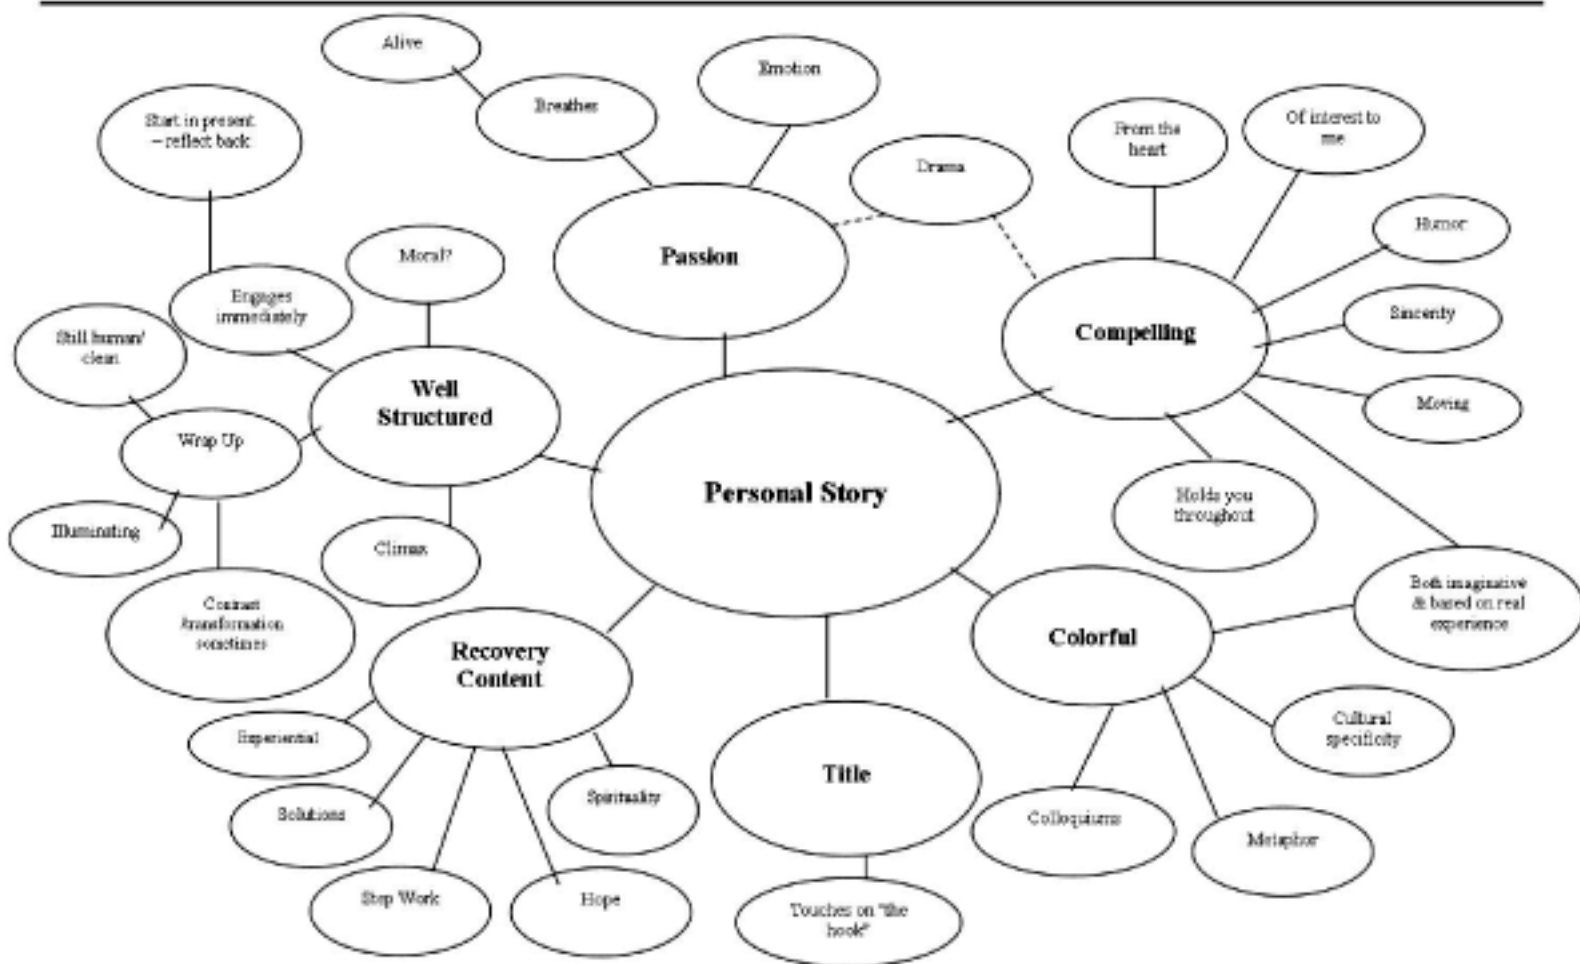 Alive
Emotion
Breathes
Start in present
– reflect back
From the
heart
Of interest to
me
Drama
Humor
Moral?
Passion
Engages
immediately
Sincerity
Still human/
clean
Compelling
Well
Structured
Moving
Wrap Up
Personal Story
Holds you
throughout
Illuminating
Climax
Both imaginative
& based on real
experience
Contrast
/transformation
sometimes
Colorful
Recovery
Content
Experiential
Cultural
specificity
Title
Spirituality
Solutions
Colloquiums
Metaphor
Step Work
Hope
Touches on "the
hook"